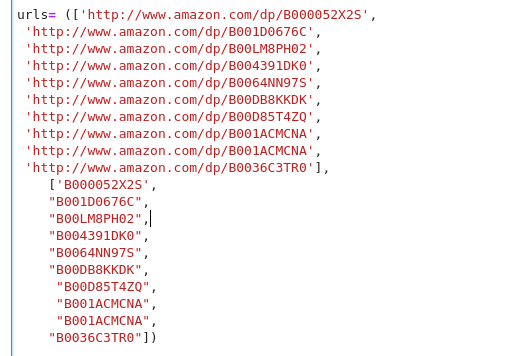 urls= (['http://www.amazon.com/dp/B000052X2S',
'http://www.amazon.com/dp/B001D0676C',
'http://www.amazon.com/dp/B00LM8PH02',
'http://www.amazon.com/dp/B004391DK0',
'http://www.amazon.com/dp/B0064NN97S',
'http://www.amazon.com/dp/B00DB8KKDK',
'http://www.amazon.com/dp/B00D85T4ZQ',
'http://www.amazon.com/dp/B001ACMCNA',
'http://www.amazon.com/dp/B001ACMCNA',
'http://www.amazon.com/dp/B0036C3TR0'],
['B000052X2S',
"B001D0676C",
"B00LM8PH02",
"B004391DK0",
"B0064NN97S",
"B00DB8KKDK",
"B00D85T4ZQ",
"B001ACMCNA",
"B001ACMCNA",
"B0036C3TR0"])